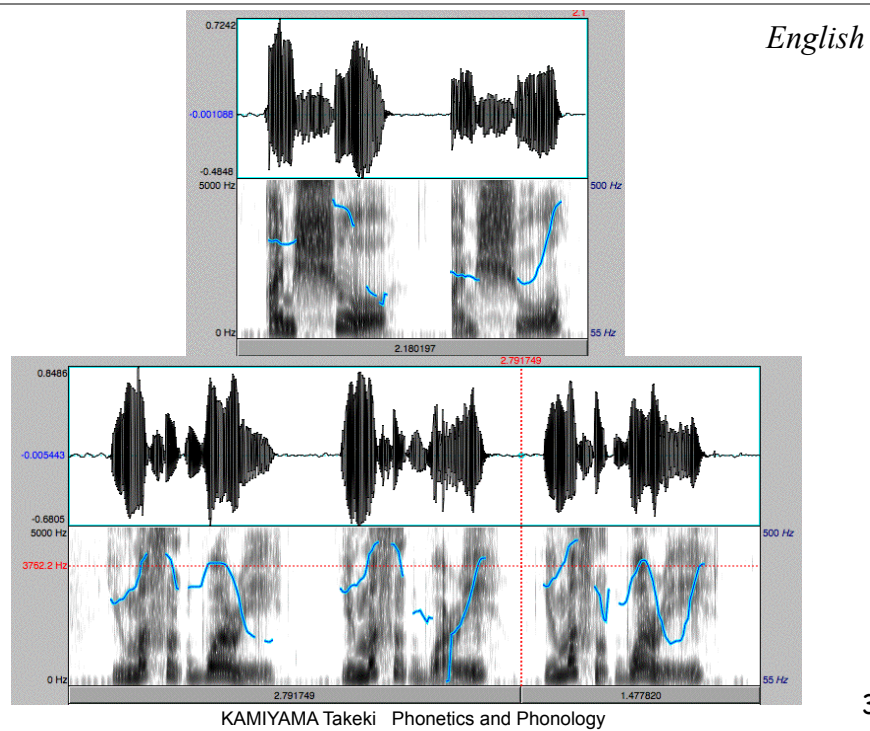 2.1
English
0.7242
-0.001088
-0.4848
5000 Hz
500 Hz
0 Hz
55 Hz
2.180197
2.791749
0.8486
-0.005443
-0.6805
5000 Hz
500 Hz
3762.2 Hz
0 Hz
55 Hz
2.791749
1.477820
KAMIYAMA Takeki Phonetics and Phonology
3